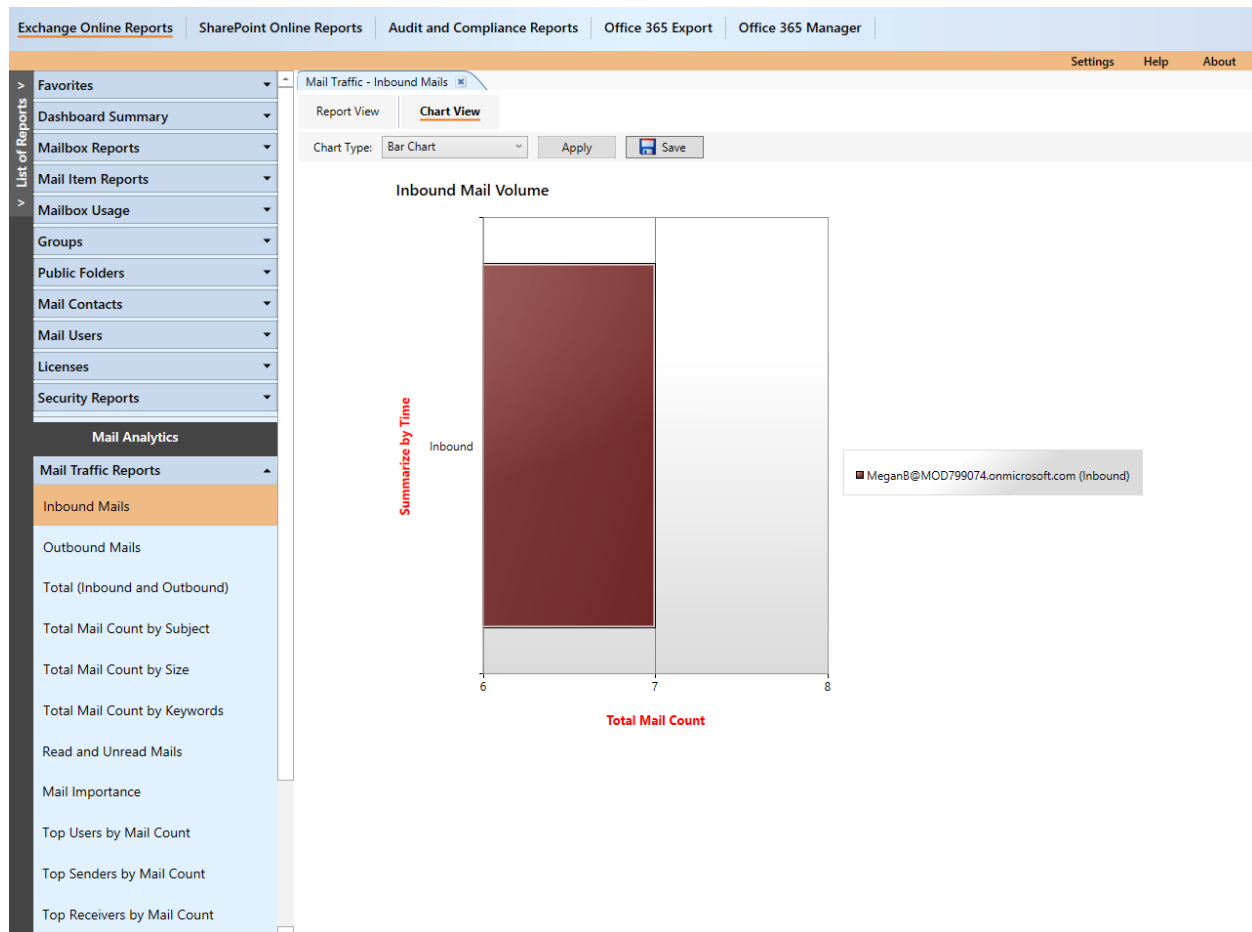 Exchange Online Reports SharePoint Online Reports Audit and Compliance Reports Office 365 Export Office 365 Manager
Settings Help About
> List of Reports >
Favorites
Dashboard Summary
Mailbox Reports
Mail Item Reports
Mailbox Usage
Groups
Public Folders
Mail Contacts
Mail Users
Licenses
Security Reports
Mail Analytics
Mail Traffic Reports
Inbound Mails
Outbound Mails
Total (Inbound and Outbound)
Total Mail Count by Subject
Total Mail Count by Size
Total Mail Count by Keywords
Read and Unread Mails
Mail Importance
Top Users by Mail Count
Top Senders by Mail Count
Top Receivers by Mail Count
Mail Traffic - Inbound Mails
Report View Chart View
Chart Type: Bar Chart Apply Save
Inbound Mail Volume
Summarize by Time
Inbound
6 7 8
Total Mail Count
MeganB@MOD799074.onmicrosoft.com (Inbound)